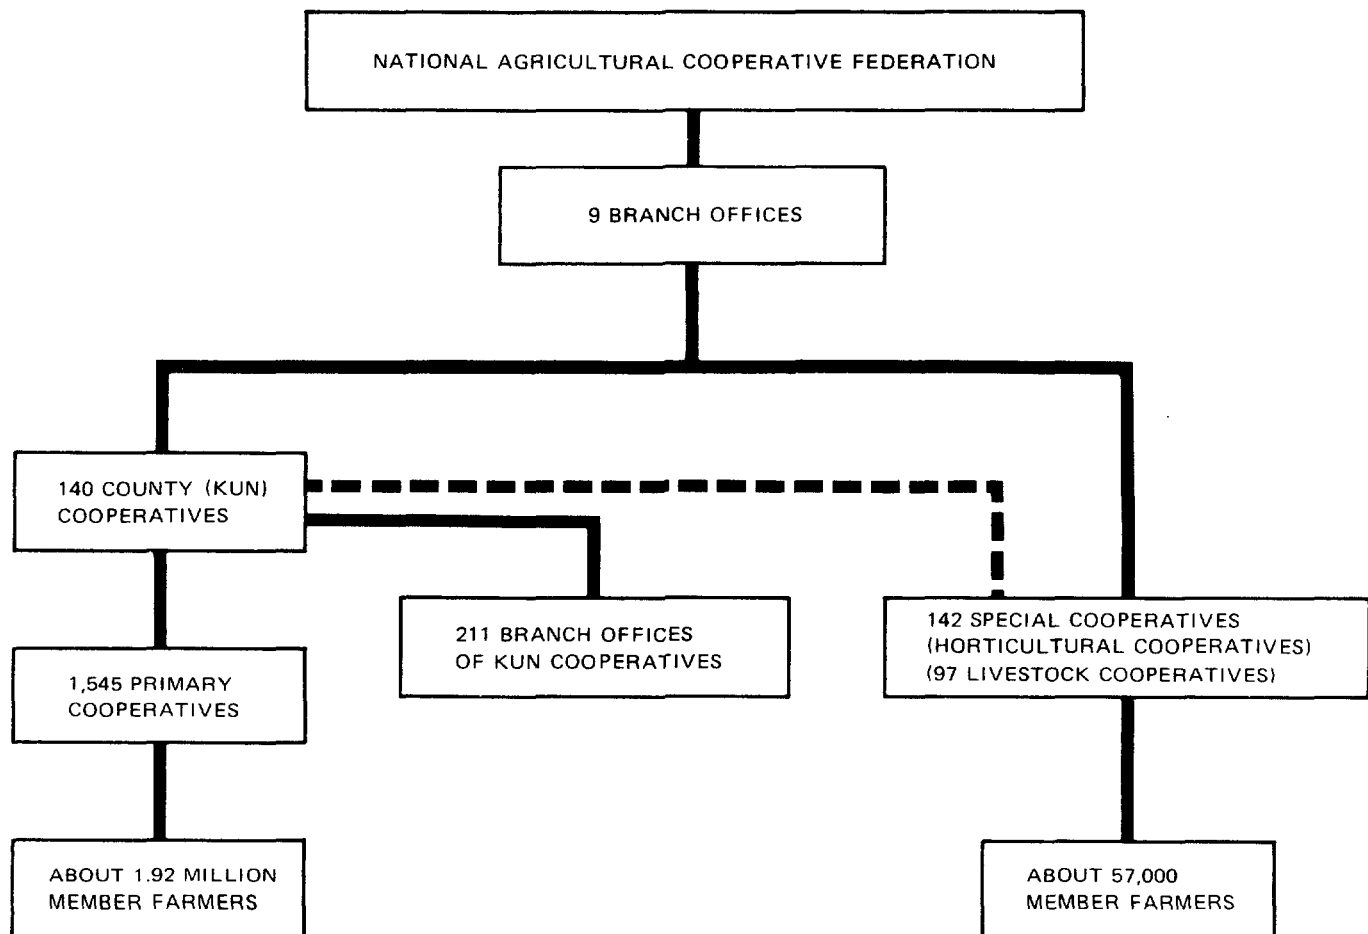 NATIONAL AGRICULTURAL COOPERATIVE FEDERATION
9 BRANCH OFFICES
140 COUNTY (KUN)
COOPERATIVES
211 BRANCH OFFICES
OF KUN COOPERATIVES
142 SPECIAL COOPERATIVES
(HORTICULTURAL COOPERATIVES)
(97 LIVESTOCK COOPERATIVES)
1,545 PRIMARY
COOPERATIVES
ABOUT 1.92 MILLION
MEMBER FARMERS
ABOUT 57,000
MEMBER FARMERS